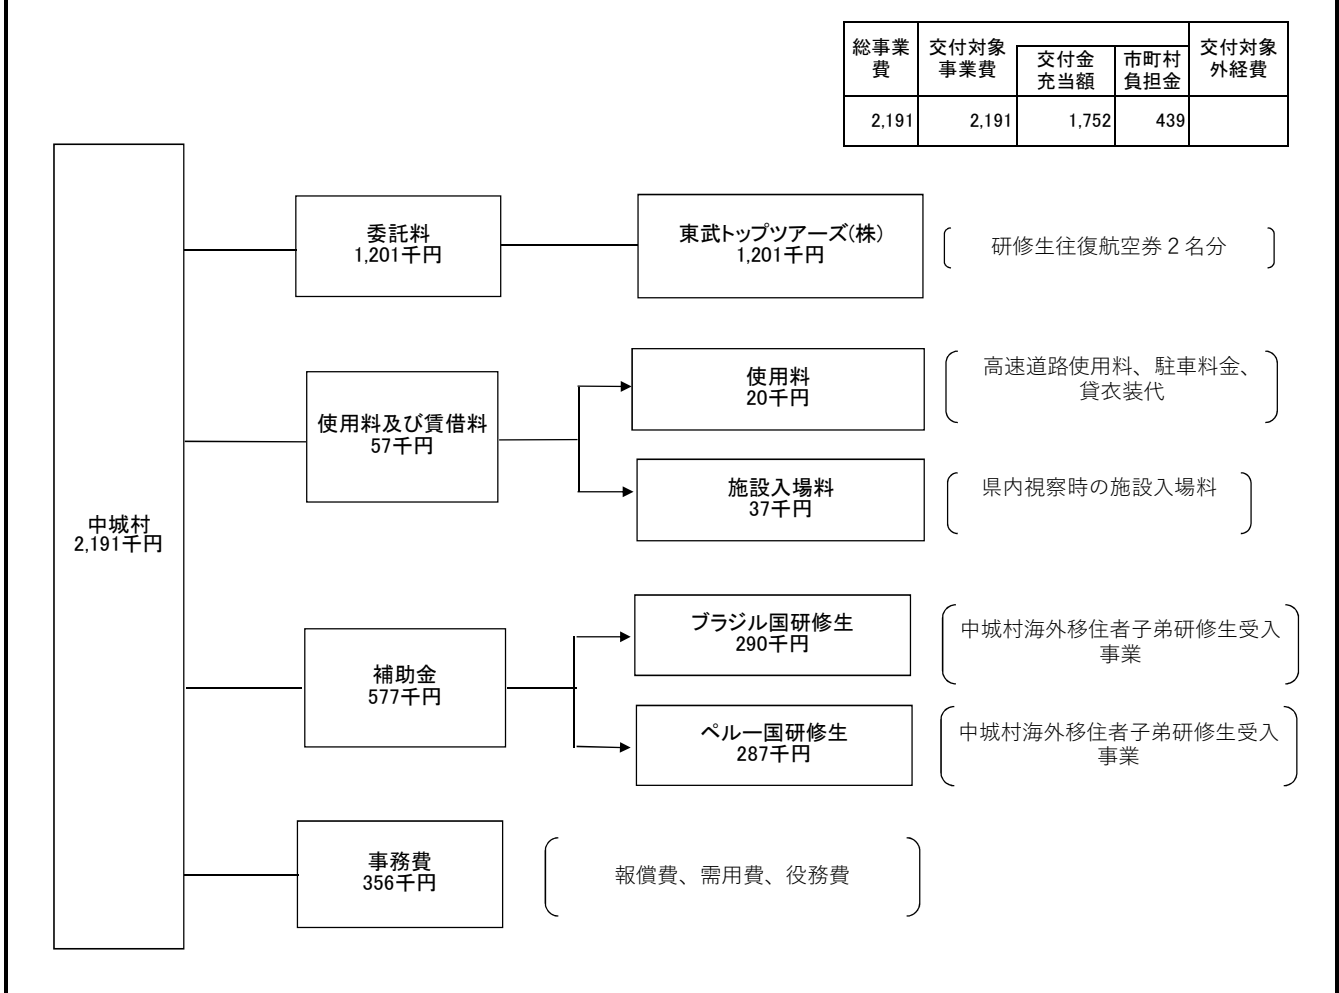 総事業
費
交付対象
事業費
交付金
充当額
市町村
負担金
交付対象
外経費
2,191
2,191
1,752
439
中城村
2,191千円
委託料
1,201千円
東武トップツアーズ(株)
1,201千円
研修生往復航空券２名分
使用料及び賃借料
57千円
使用料
20千円
高速道路使用料、駐車料金、
貸衣装代
施設入場料
37千円
県内視察時の施設入場料
補助金
577千円
ブラジル国研修生
290千円
中城村海外移住者子弟研修生受入
事業
ペルー国研修生
287千円
中城村海外移住者子弟研修生受入
事業
事務費
356千円
報償費、需用費、役務費